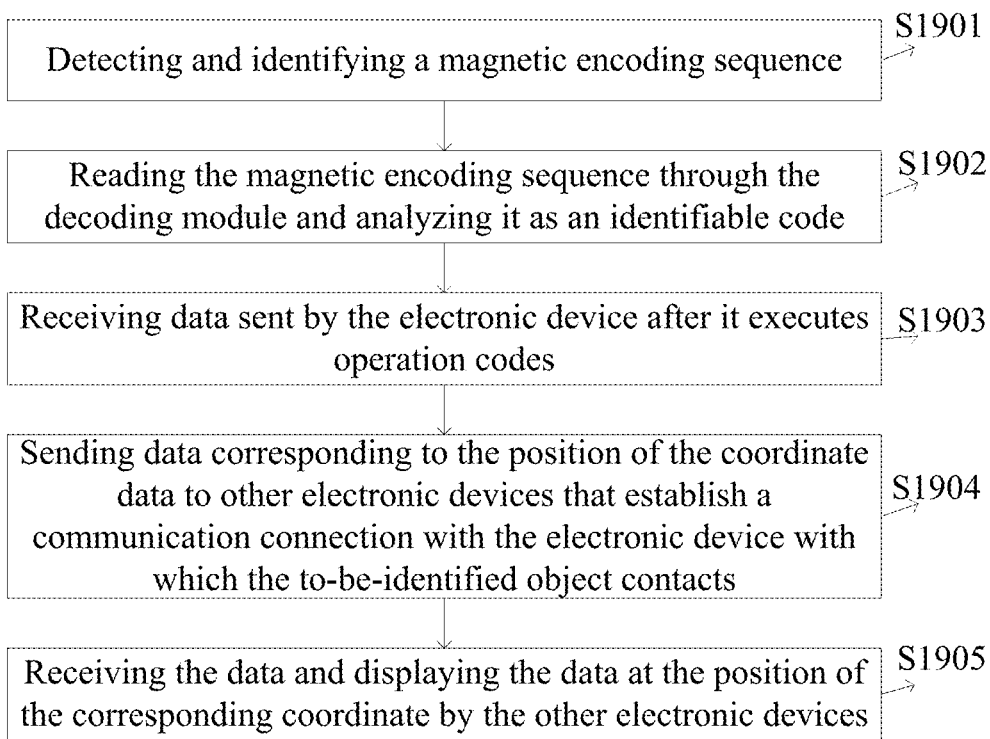 S1901
Detecting and identifying a magnetic encoding sequence
S1902
Reading the magnetic encoding sequence through the
decoding module and analyzing it as an identifiable code
Receiving data sent by the electronic device after it executes
operation codes
S1903
Sending data corresponding to the position of the coordinate
data to other electronic devices that establish a
communication connection with the electronic device with
which the to-be-identified object contacts
S1904
Receiving the data and displaying the data at the position of
the corresponding coordinate by the other electronic devices
S1905